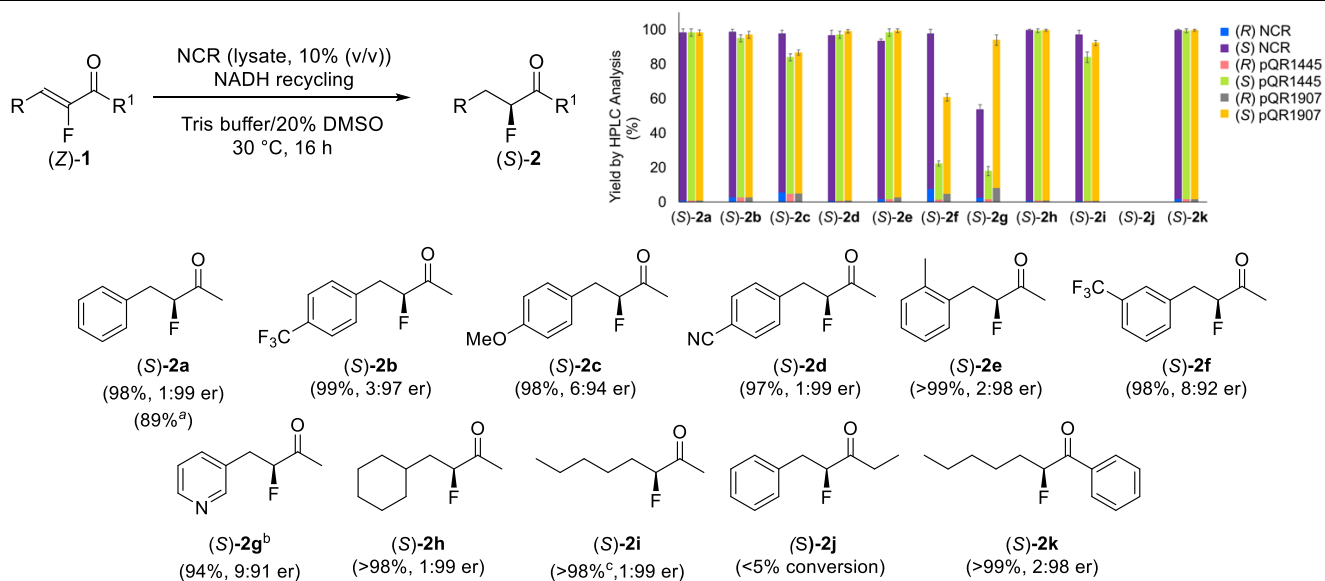 NCR (lysate, 10% (v/v))
NADH recycling
Tris buffer/20% DMSO
30 °C, 16 h
R
O
R¹
F
(Z)-1
R
O
R¹
F
(S)-2
Yield by HPLC Analysis
(%)
100
80
60
40
20
0
(S)-2a (S)-2b (S)-2c (S)-2d (S)-2e (S)-2f (S)-2g (S)-2h (S)-2i (S)-2j (S)-2k
(R) NCR
(S) NCR
(R) pQR1445
(S) pQR1445
(R) pQR1907
(S) pQR1907
O
F
(S)-2a
(98%, 1:99 er)
(89%ᵃ)
O
F
F₃C
(S)-2b
(99%, 3:97 er)
O
F
MeO
(S)-2c
(98%, 6:94 er)
O
F
NC
(S)-2d
(97%, 1:99 er)
O
F
(S)-2e
(>99%, 2:98 er)
O
F
F₃C
(S)-2f
(98%, 8:92 er)
O
F
N
(S)-2gᵇ
(94%, 9:91 er)
O
F
(S)-2h
(>98%, 1:99 er)
O
F
(S)-2i
(>98%ᶜ,1:99 er)
O
F
(S)-2j
(<5% conversion)
O
F
(S)-2k
(>99%, 2:98 er)